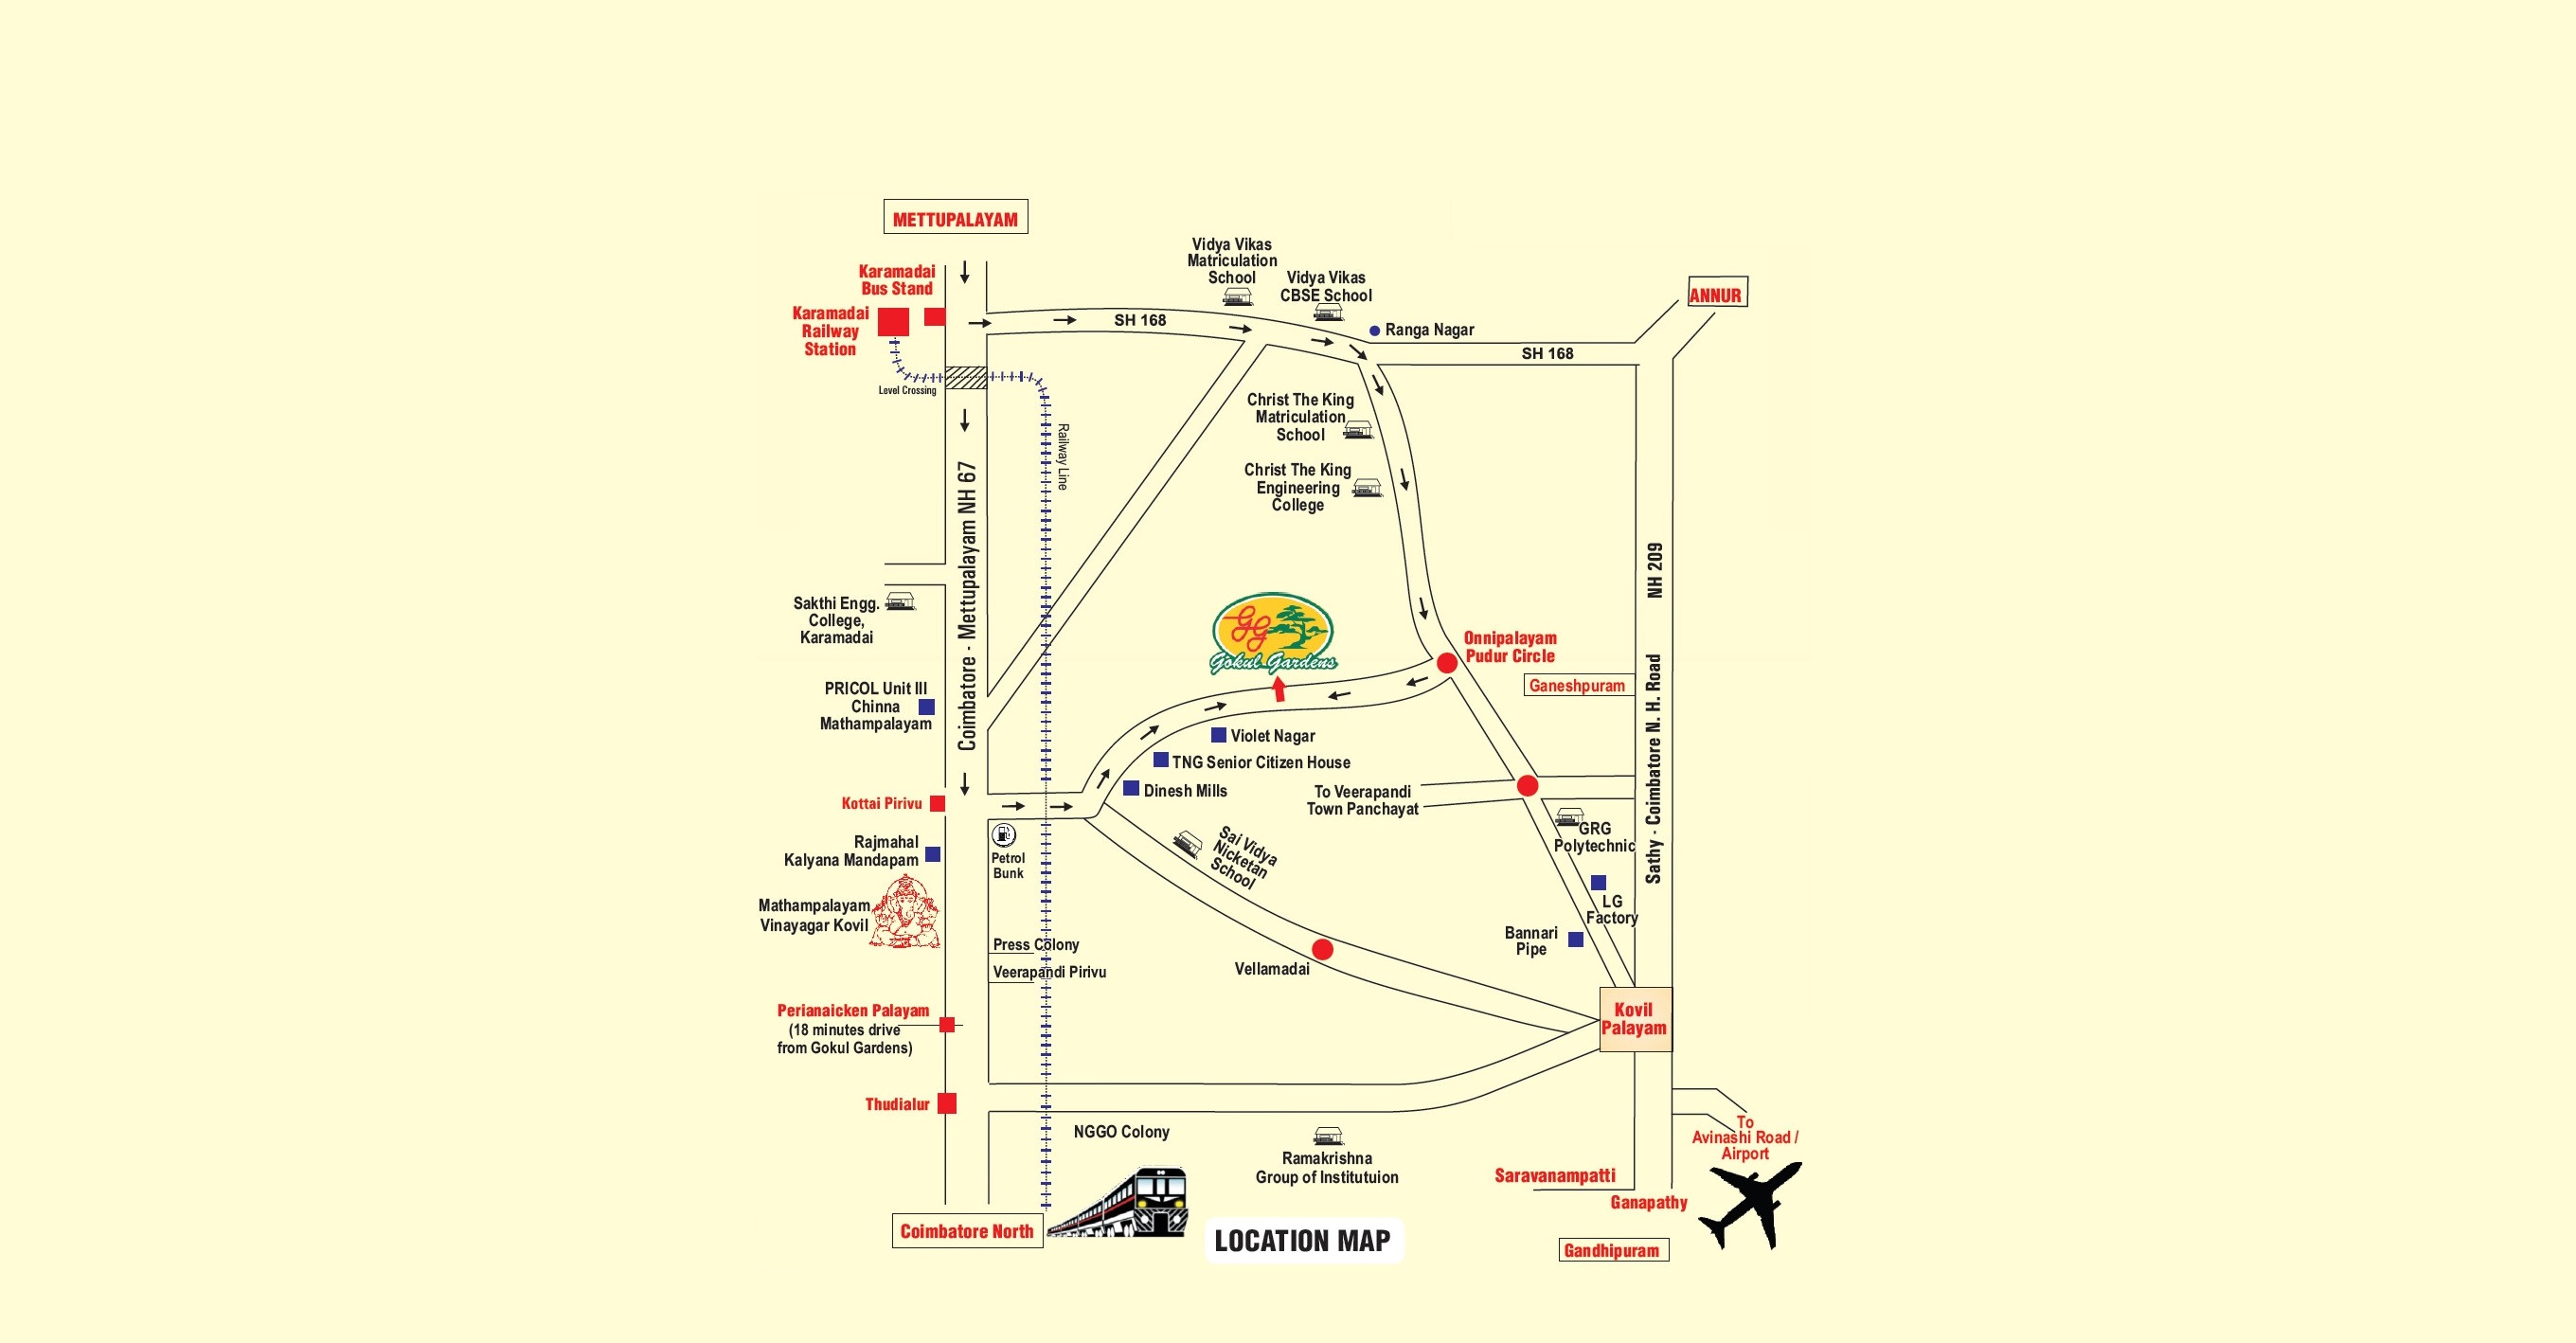 METTUPALAYAM
Karamadai
Bus Stand
Karamadai
Railway
Station
Level Crossing
SH 168
Vidya Vikas
Matriculation
School
Vidya Vikas
CBSE School
Ranga Nagar
SH 168
ANNUR
Christ The King
Matriculation
School
Christ The King
Engineering
College
Railway Line
Coimbatore - Mettupalayam NH 67
Sakthi Engg.
College,
Karamadai
GG
Gokul Gardens
Onnipalayam
Pudur Circle
Ganeshpuram
NH 209
Sathy - Coimbatore N. H. Road
PRICOL Unit III
Chinna
Mathampalayam
Violet Nagar
TNG Senior Citizen House
Dinesh Mills
To Veerapandi
Town Panchayat
Kottai Pirivu
Petrol
Bunk
Rajmahal
Kalyana Mandapam
Sai Vidya
Nicketan
School
GRG
Polytechnic
LG
Factory
Bannari
Pipe
Mathampalayam
Vinayagar Kovil
Press Colony
Veerapandi Pirivu
Vellamadai
Perianaicken Palayam
(18 minutes drive
from Gokul Gardens)
Kovil
Palayam
Thudialur
NGGO Colony
Ramakrishna
Group of Institutuion
To
Avinashi Road /
Airport
Saravanampatti
Ganapathy
Coimbatore North
LOCATION MAP
Gandhipuram